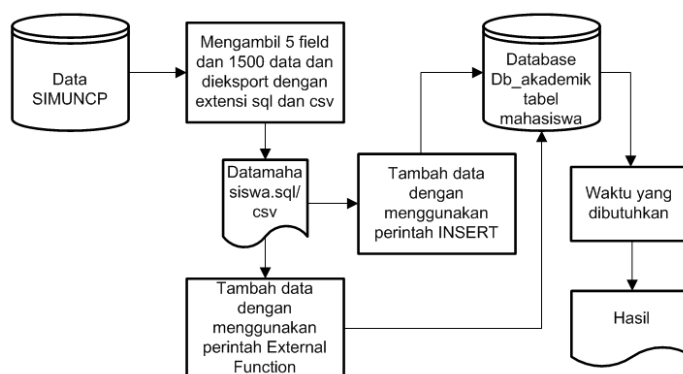 Data
SIMUNCP
Mengambil 5 field
dan 1500 data dan
dieksport dengan
extensi sql dan csv
Database
Db_akademik
tabel
mahasiswa
Datamaha
siswa.sql/
csv
Tambah data
dengan
menggunakan
perintah INSERT
Waktu yang
dibutuhkan
Tambah data
dengan
menggunakan
perintah External
Function
Hasil